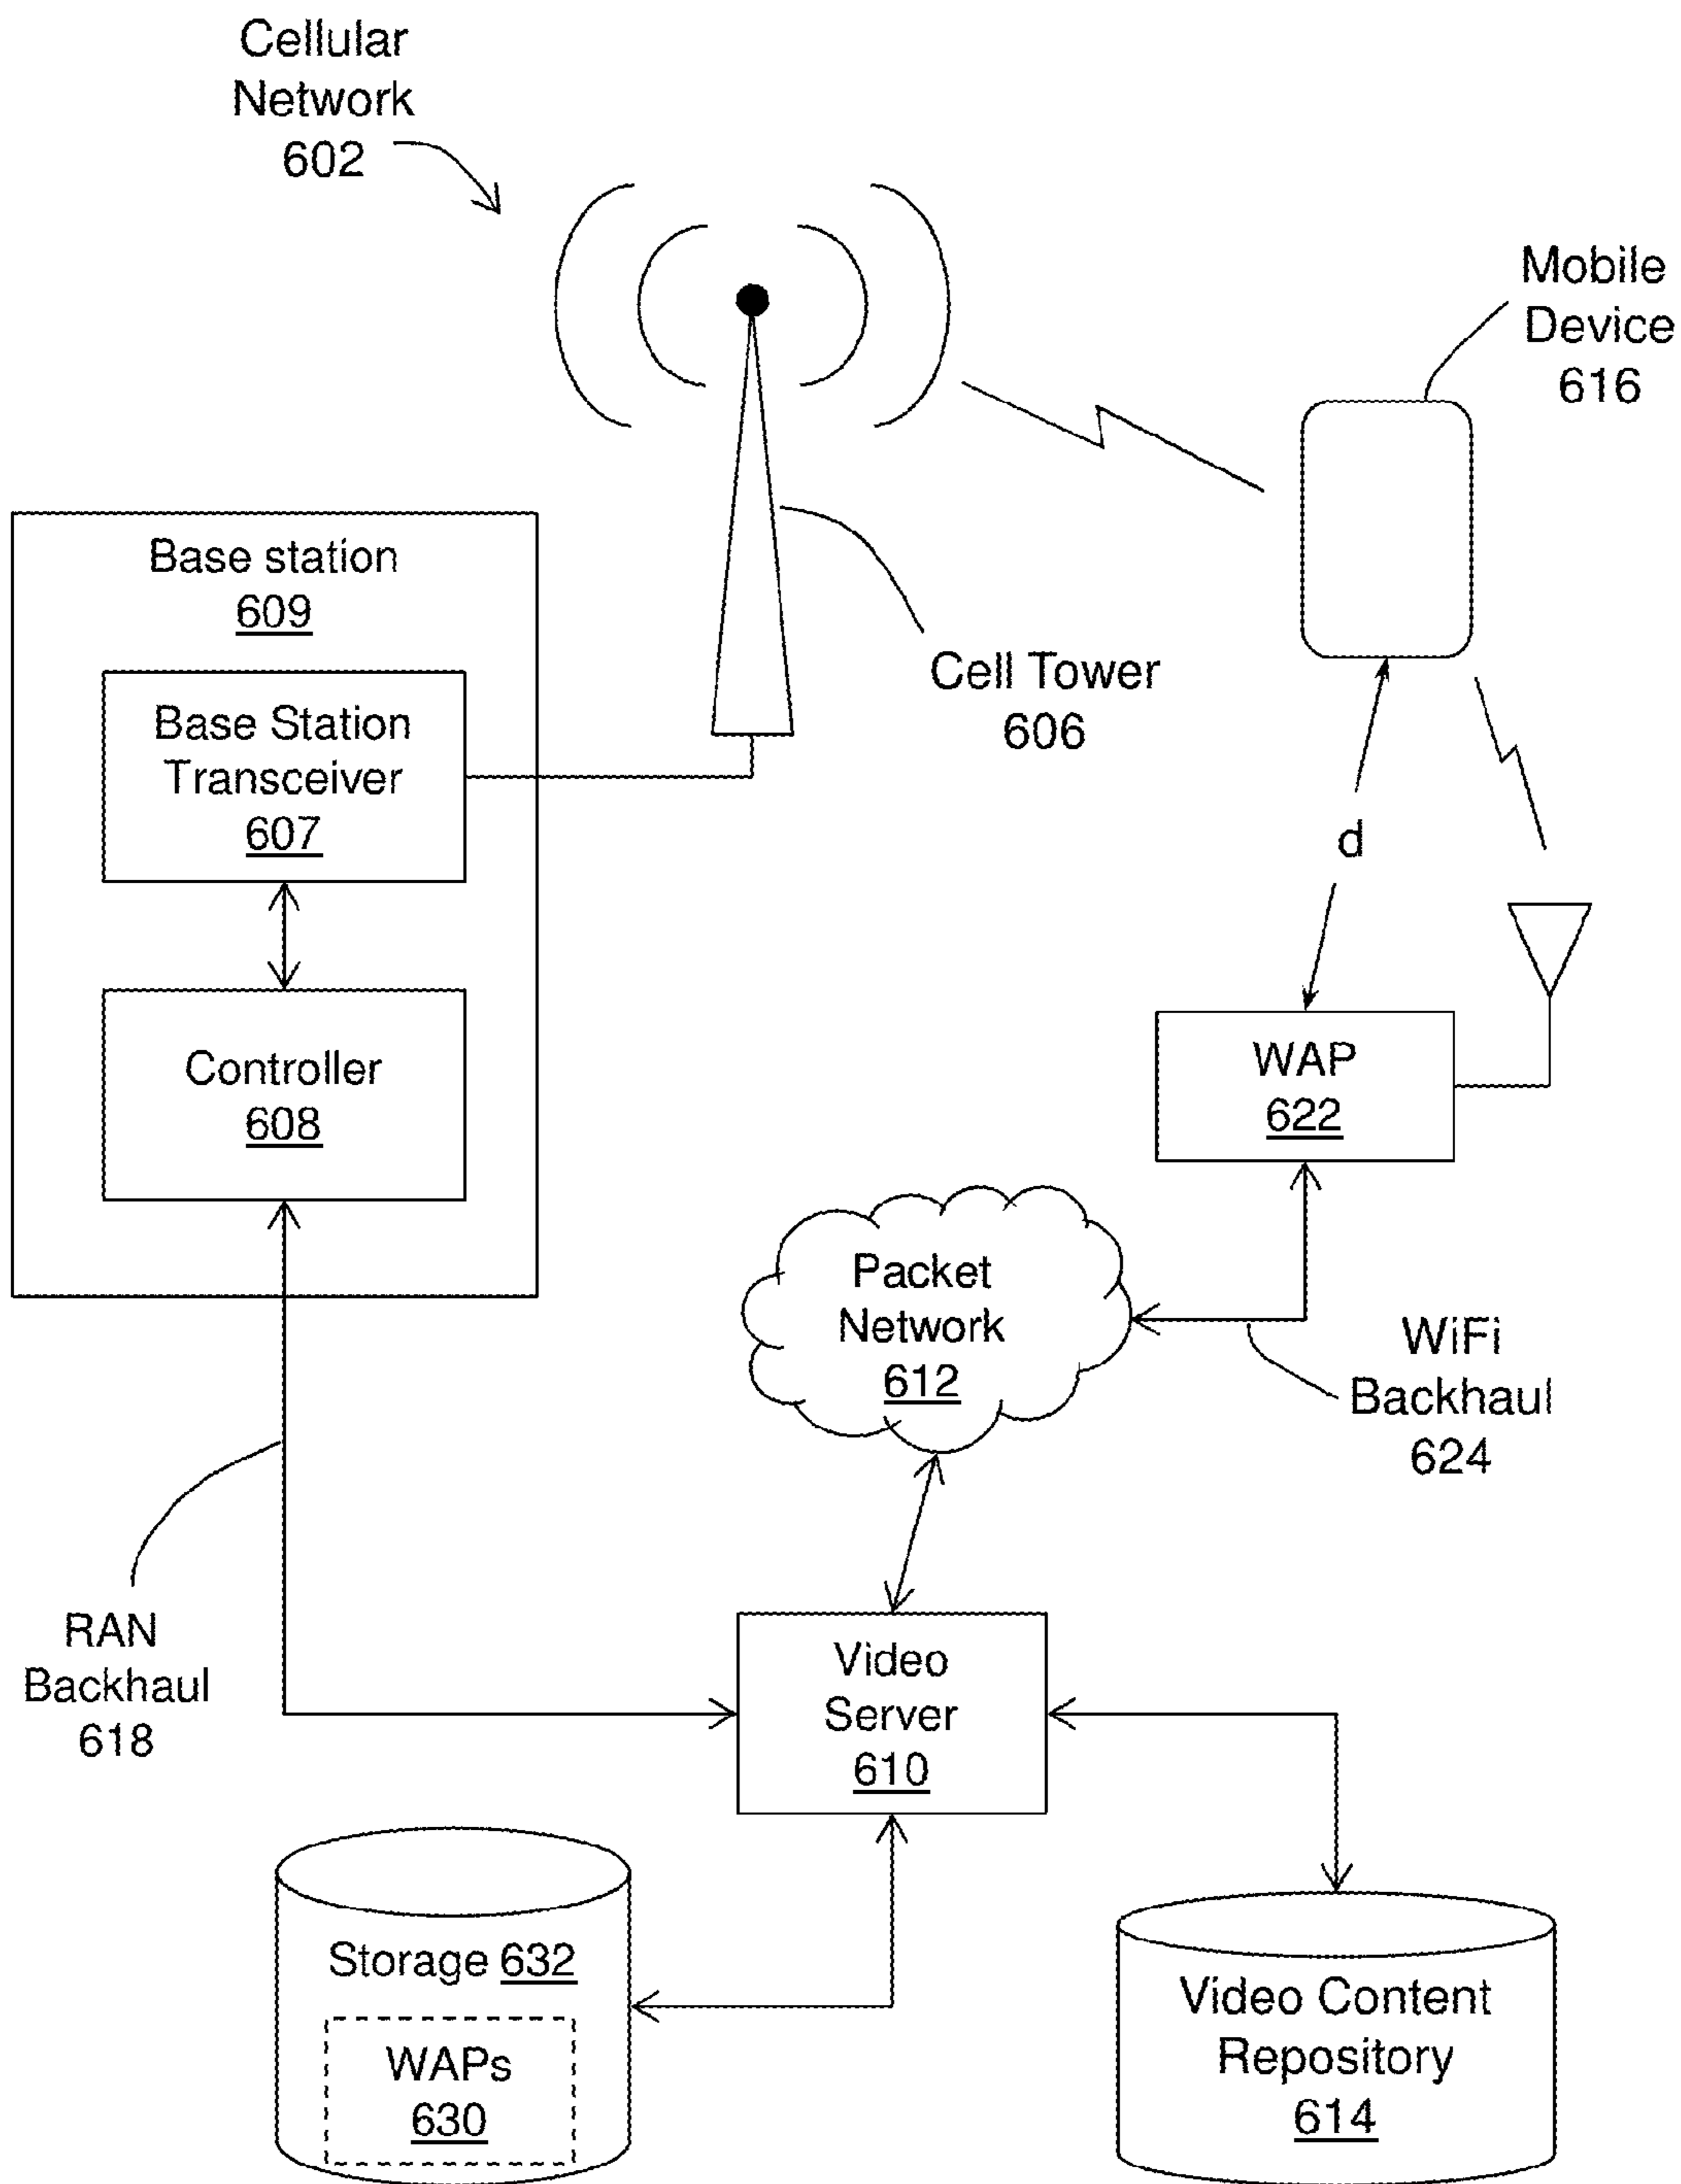 Cellular
Network
602
Mobile
Device
616
Base station
609
Cell Tower
606
Base Station
Transceiver
607
d
Controller
608
WAP
622
Packet
Network
612
WiFi
Backhaul
624
RAN
Backhaul
618
Video
Server
610
Storage 632
WAPs
630
Video Content
Repository
614